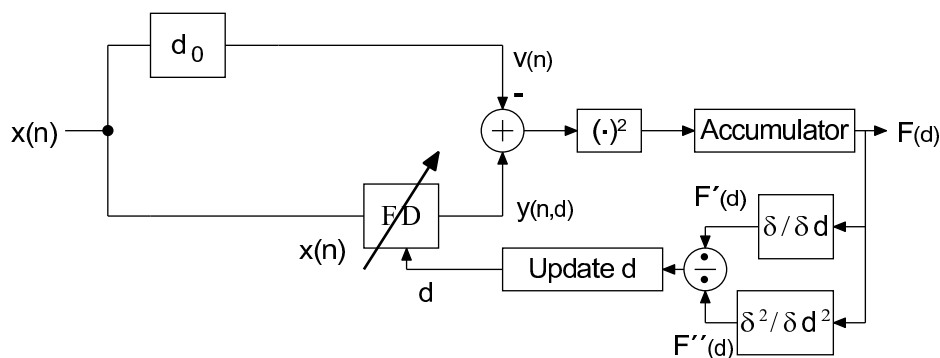 d₀
v(n)
-
x(n)
+
(·)²
Accumulator
F(d)
FD
y(n,d)
x(n)
F´(d)
δ/δd
Update d
÷
d
δ²/δd²
F´´(d)